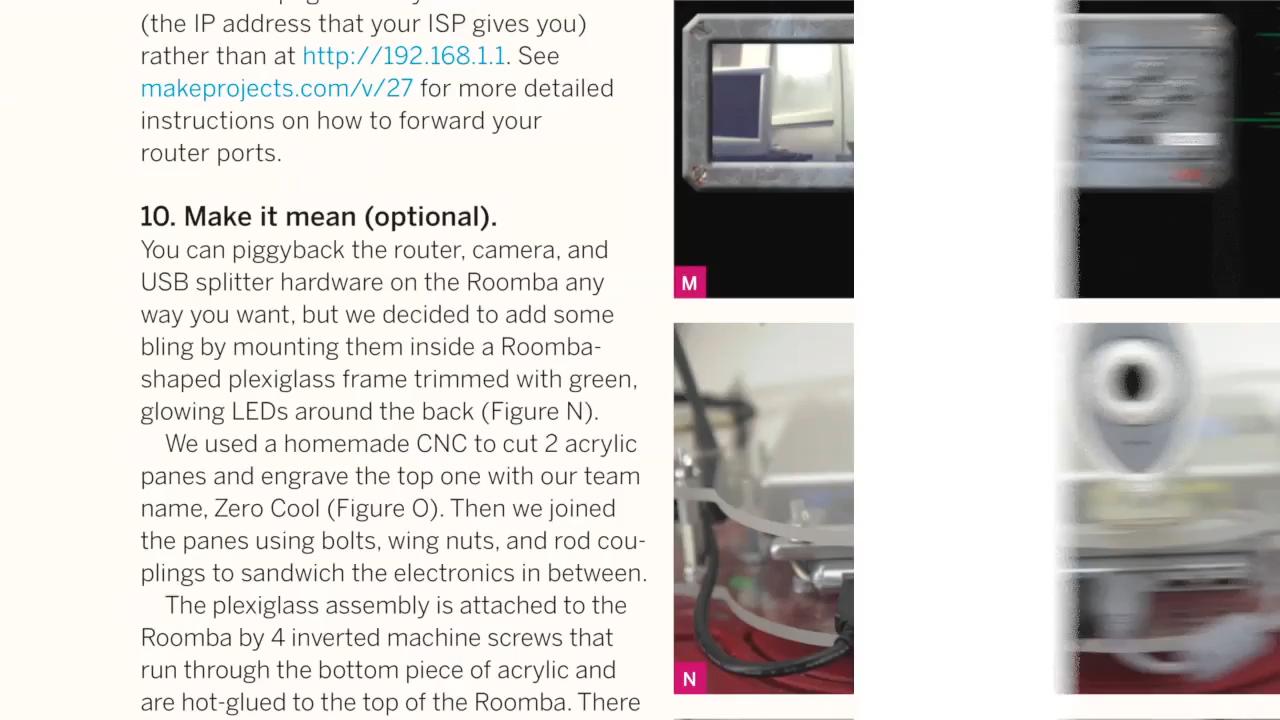 (the IP address that your ISP gives you)
rather than at http://192.168.1.1. See
makeprojects.com/v/27 for more detailed
instructions on how to forward your
router ports.
10. Make it mean (optional).
You can piggyback the router, camera, and
USB splitter hardware on the Roomba any
way you want, but we decided to add some
bling by mounting them inside a Roomba-
shaped plexiglass frame trimmed with green,
glowing LEDs around the back (Figure N).
We used a homemade CNC to cut 2 acrylic
panes and engrave the top one with our team
name, Zero Cool (Figure O). Then we joined
the panes using bolts, wing nuts, and rod cou-
plings to sandwich the electronics in between.
The plexiglass assembly is attached to the
Roomba by 4 inverted machine screws that
run through the bottom piece of acrylic and
are hot-glued to the top of the Roomba. There
M
N